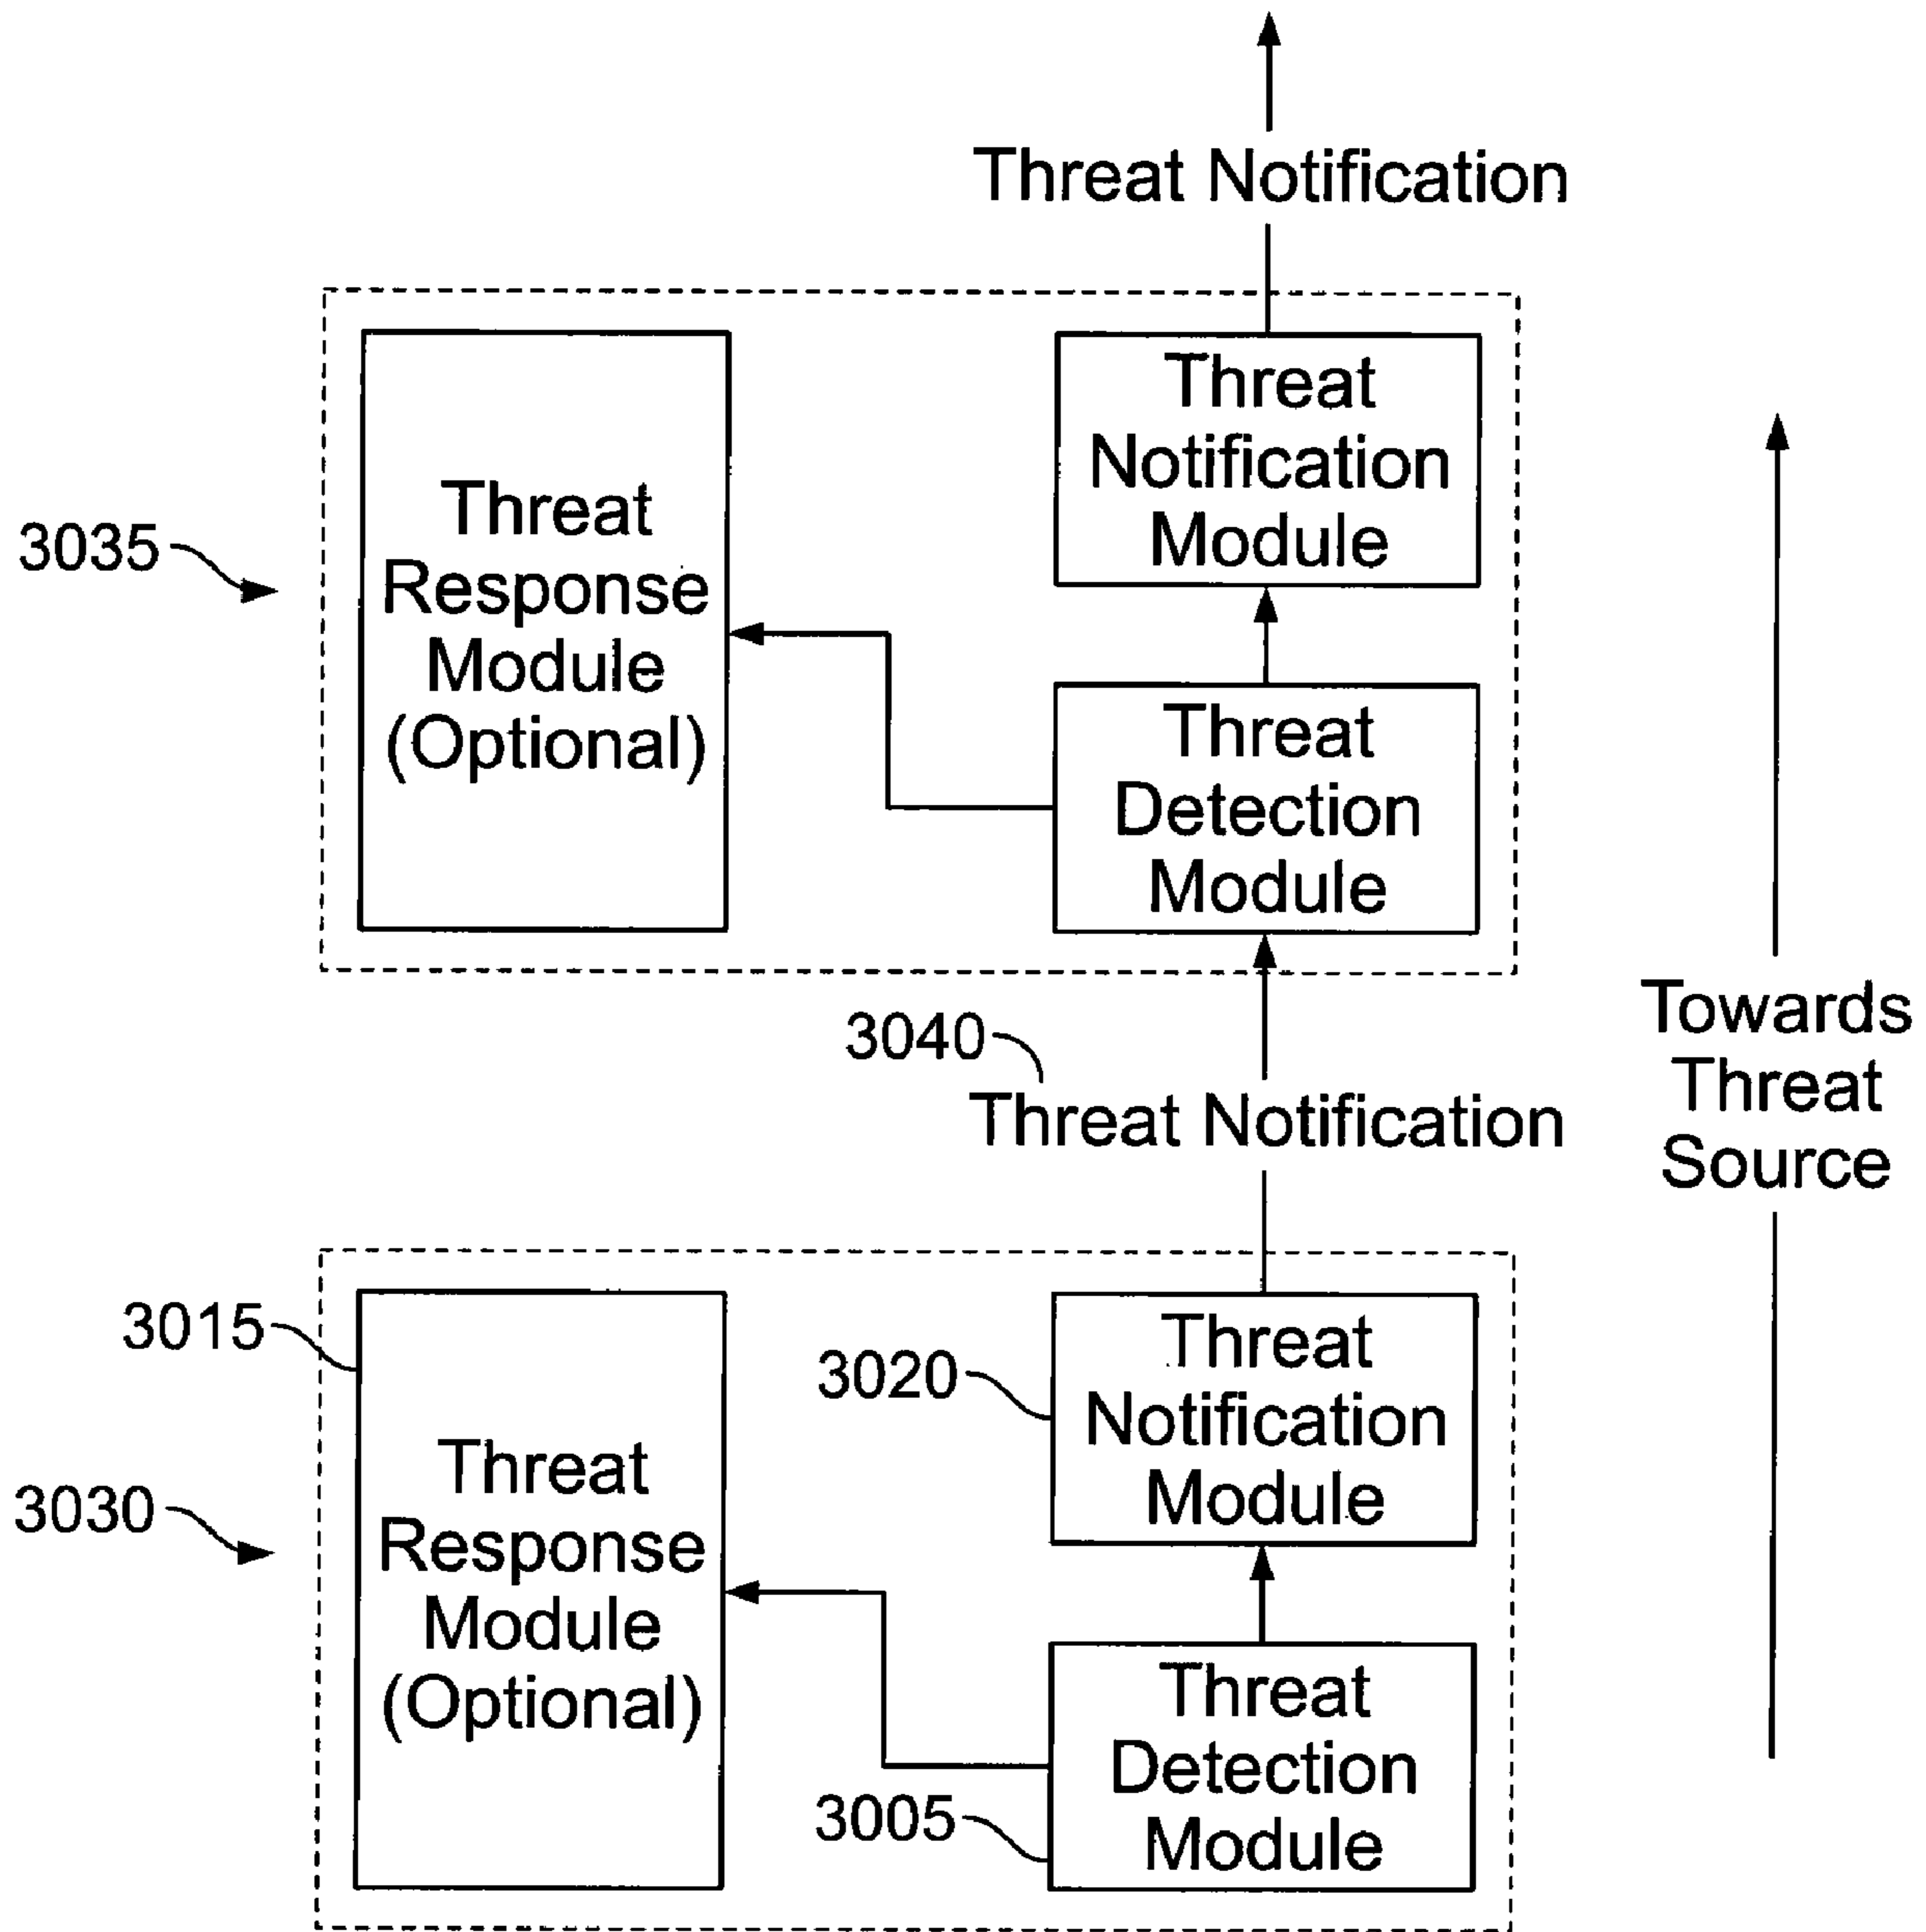 Threat Notification
Threat
Notification
Module
Threat
Response
Module
(Optional)
3035
Threat
Detection
Module
3040
Threat Notification
Towards
Threat
Source
3015
3020
Threat
Notification
Module
3030
Threat
Response
Module
(Optional)
3005
Threat
Detection
Module